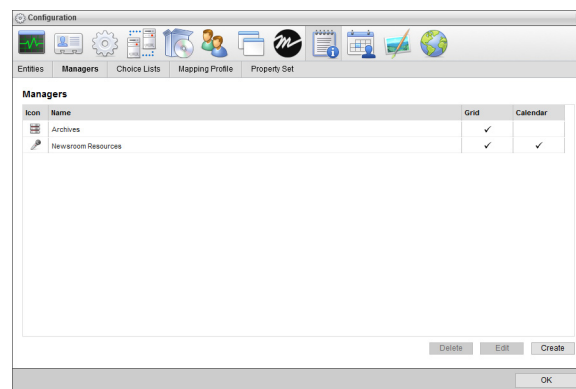 Configuration
Entities Managers Choice Lists Mapping Profile Property Set
Managers
Icon Name Grid Calendar
Archives
Newsroom Resources
Delete Edit Create
OK